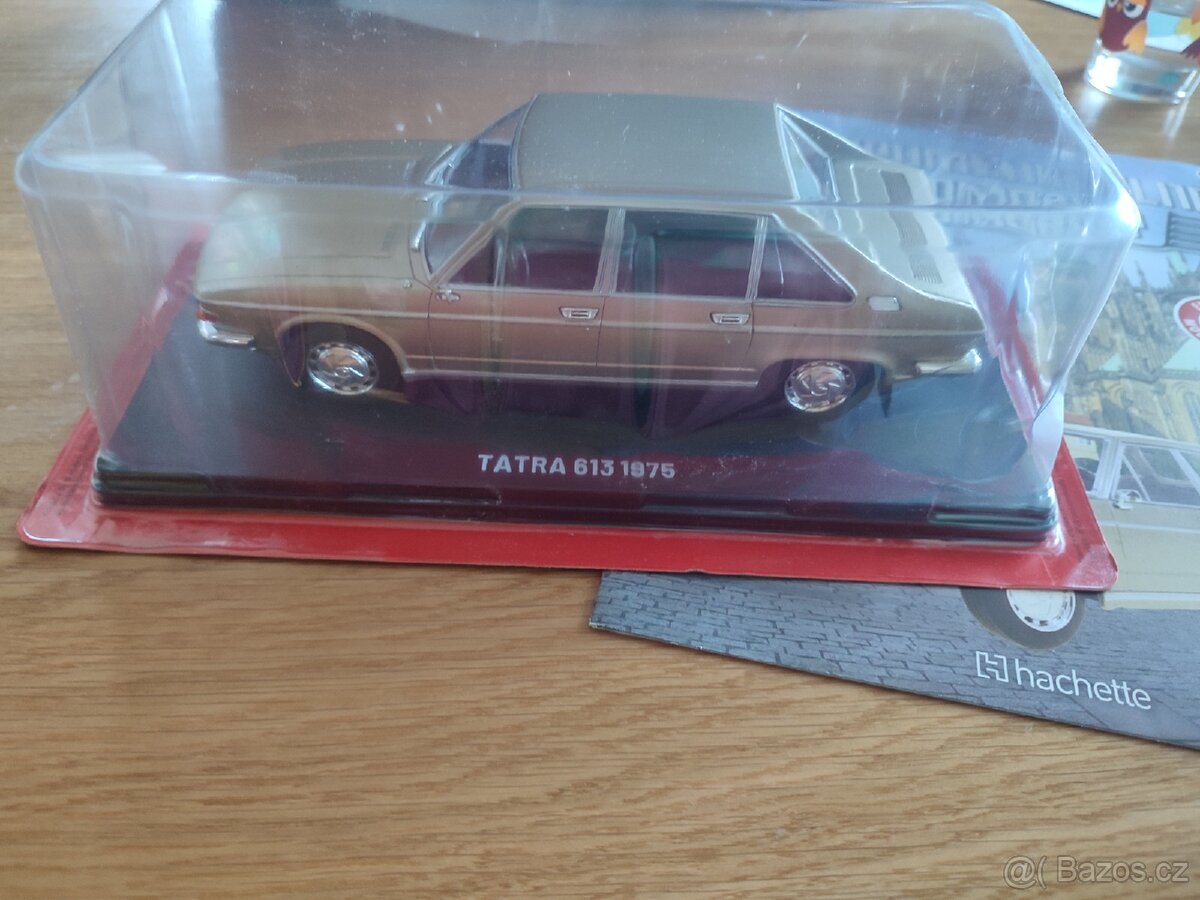 TATRA 613 1975
hachette
@( Bazos.cz